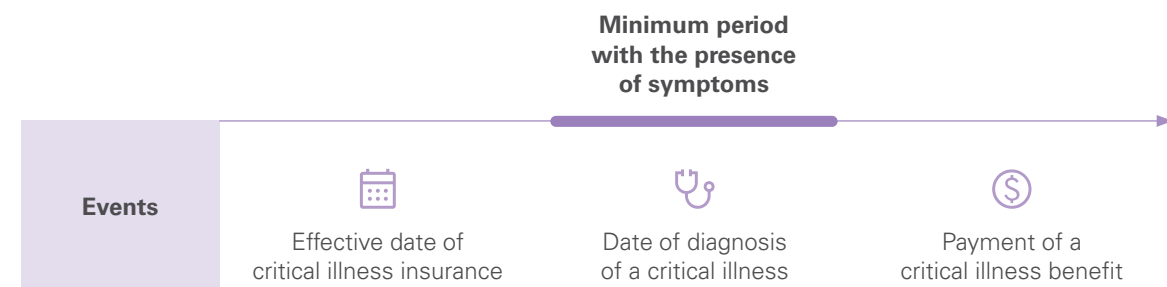 Minimum period
with the presence
of symptoms
Events
Effective date of
critical illness insurance
Date of diagnosis
of a critical illness
Payment of a
critical illness benefit